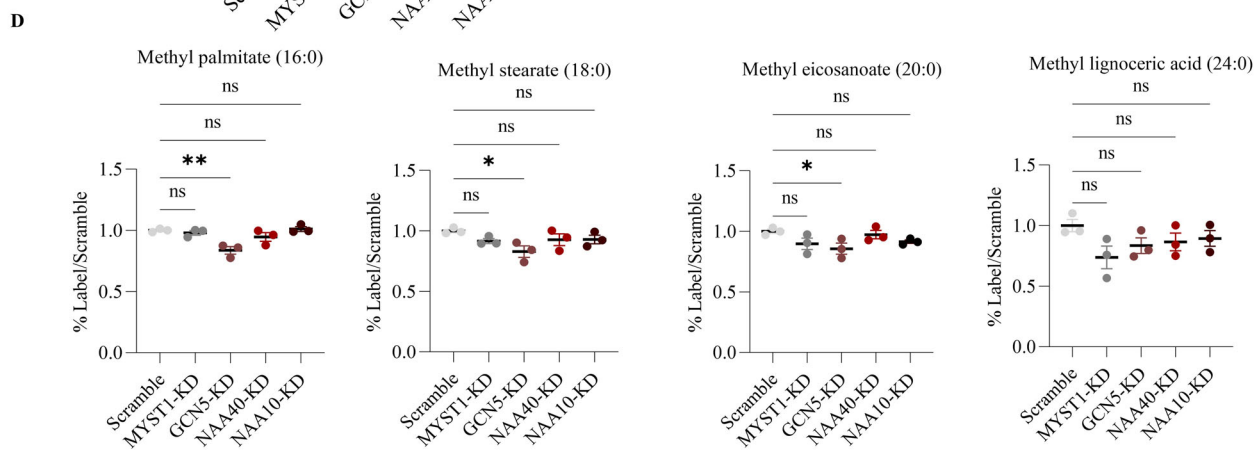 D
Methyl palmitate (16:0)
ns
ns
**
ns
% Label/Scramble
1.5
1.0
0.5
0.0
Scramble
MYST1-KD
GCN5-KD
NAA40-KD
NAA10-KD
Methyl stearate (18:0)
ns
ns
*
ns
% Label/Scramble
1.5
1.0
0.5
0.0
Scramble
MYST1-KD
GCN5-KD
NAA40-KD
NAA10-KD
Methyl eicosanoate (20:0)
ns
ns
*
ns
% Label/Scramble
1.5
1.0
0.5
0.0
Scramble
MYST1-KD
GCN5-KD
NAA40-KD
NAA10-KD
Methyl lignoceric acid (24:0)
ns
ns
ns
ns
% Label/Scramble
1.5
1.0
0.5
0.0
Scramble
MYST1-KD
GCN5-KD
NAA40-KD
NAA10-KD